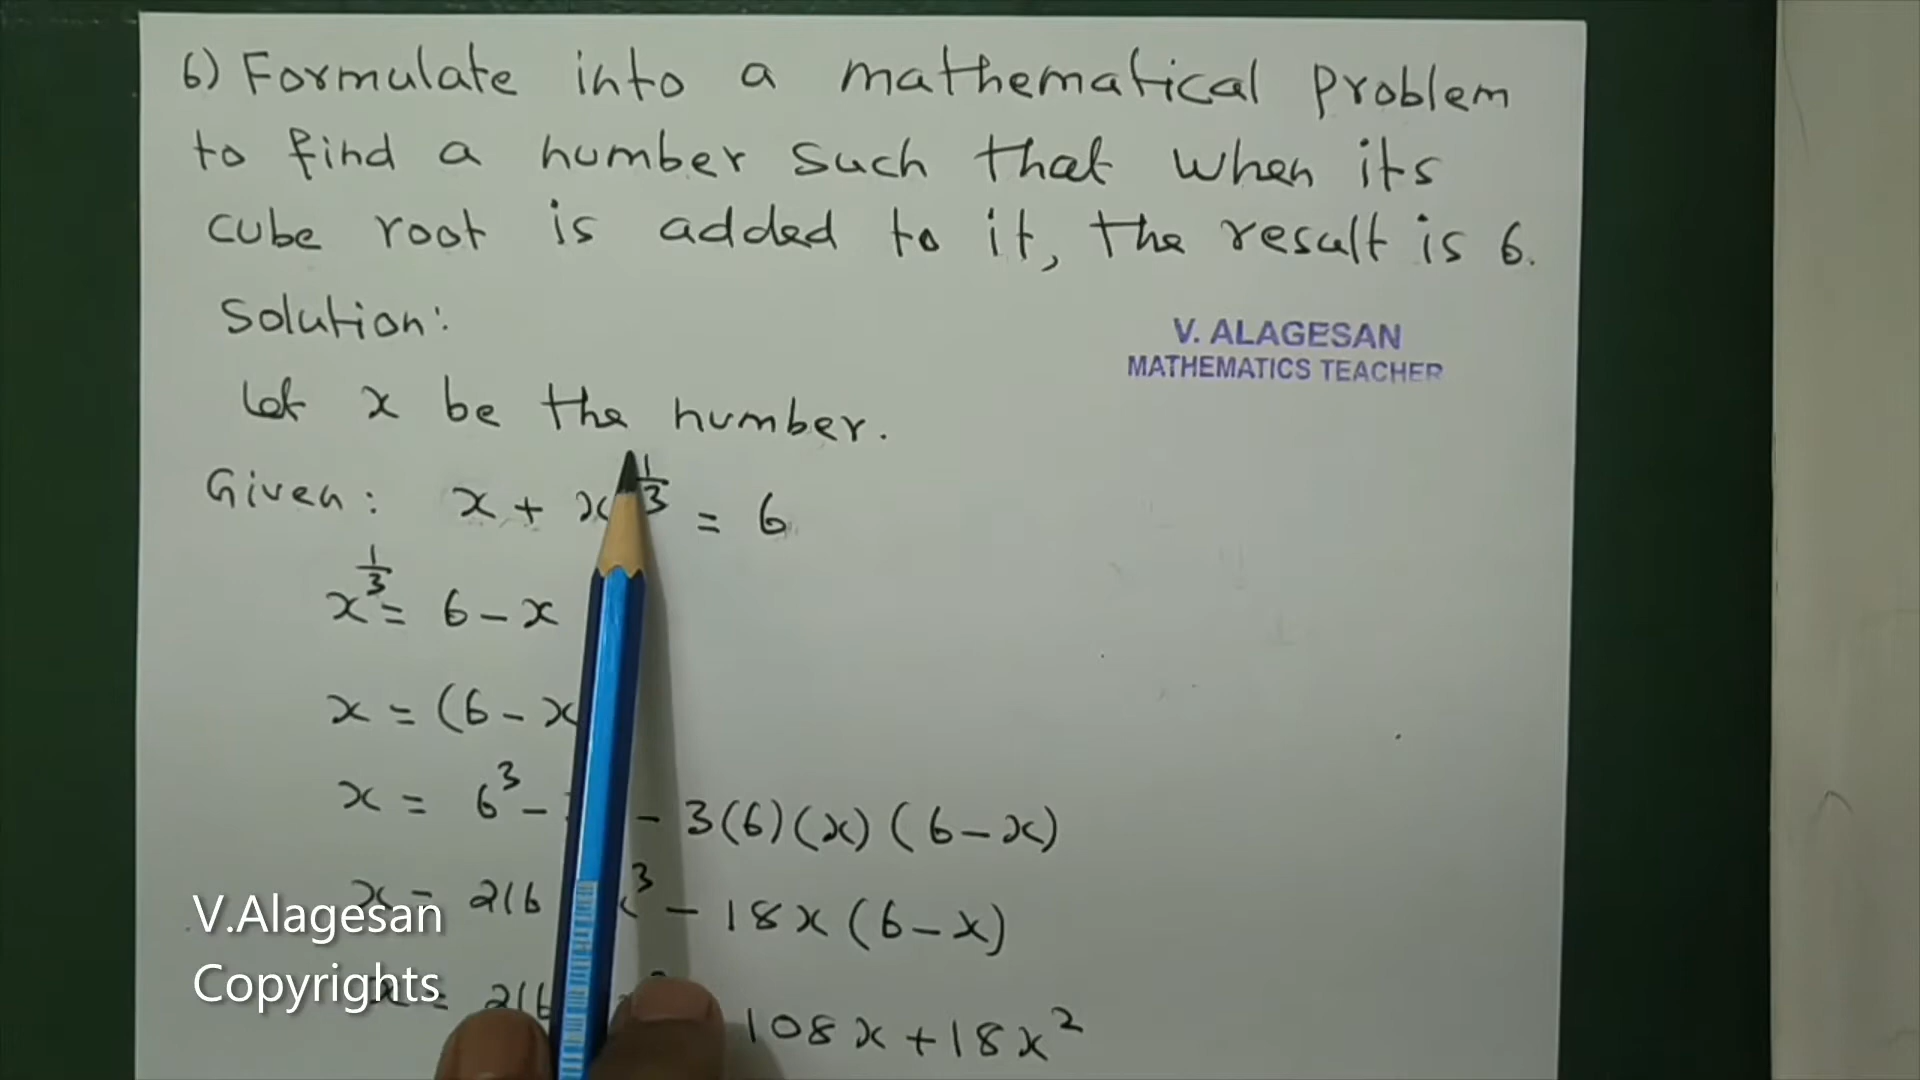 6) Formulate into a mathematical problem
to find a number such that when its
cube root is added to it, the result is 6.
Solution:
V. ALAGESAN
MATHEMATICS TEACHER
Let x be the number.
Given: x + x^(1/3) = 6
x^(1/3) = 6 - x
x = (6 - x
x = 6³ - - 3(6)(x)(6-x)
x = 216 x³ - 18x(6-x)
x = 216 108x + 18x²
V.Alagesan
Copyrights